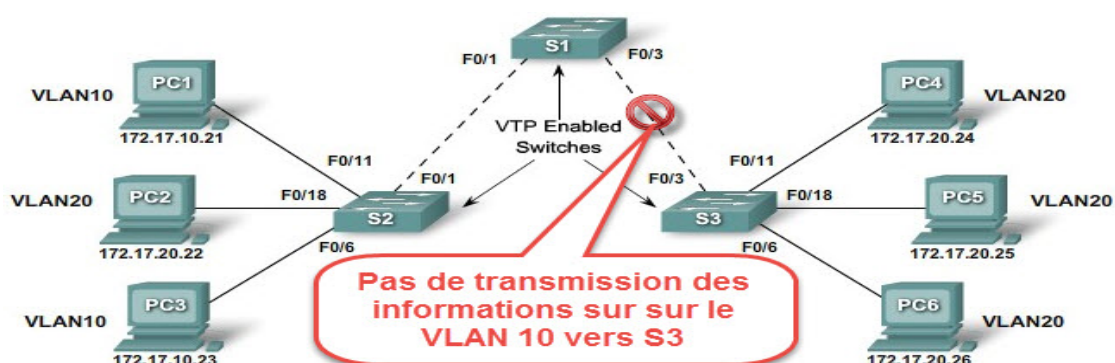 S1
F0/1
F0/3
PC1
VLAN10
172.17.10.21
PC4
VLAN20
172.17.20.24
VTP Enabled
Switches
F0/11
F0/1
F0/3
F0/11
VLAN20
PC2
F0/18
S2
S3
F0/18
PC5
VLAN20
172.17.20.22
F0/6
F0/6
172.17.20.25
Pas de transmission des
informations sur sur le
VLAN 10 vers S3
VLAN10
PC3
172.17.10.23
PC6
VLAN20
172.17.20.26